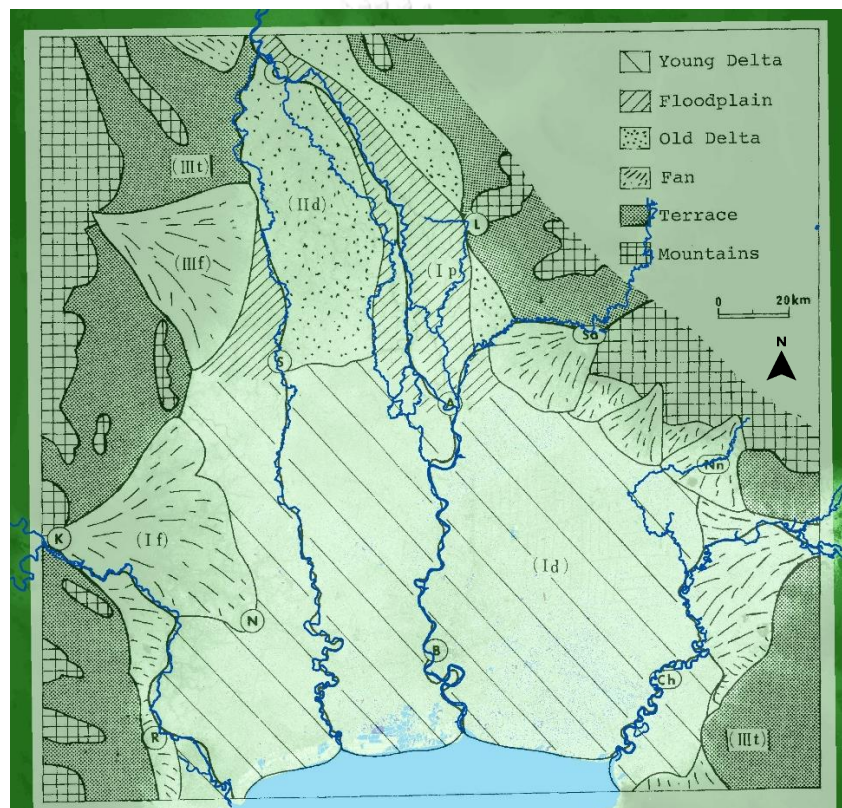 Young Delta
Floodplain
Old Delta
Fan
Terrace
Mountains
0 20km
N
(IIIt)
(IId)
L
(IIIf)
(Ip)
Sa
S
A
Nn
K
(If)
(Id)
N
B
Ch
R
(IIIt)